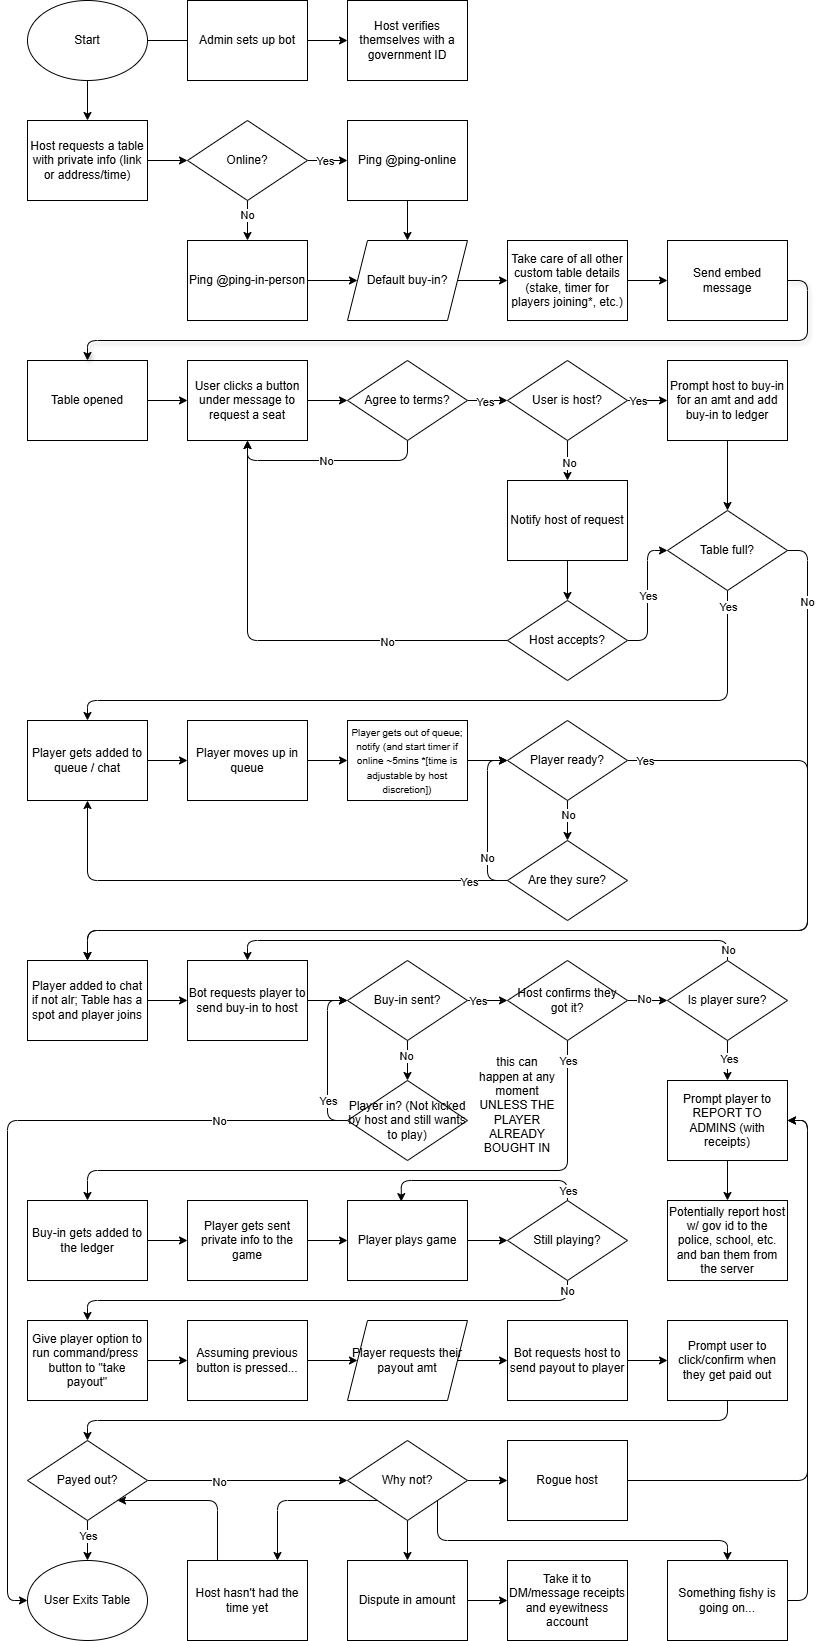 Start
Admin sets up bot
Host verifies
themselves with a
government ID
Host requests a table
with private info (link
or address/time)
Online?
Yes
Ping @ping-online
No
Ping @ping-in-person
Default buy-in?
Take care of all other
custom table details
(stake, timer for
players joining*, etc.)
Send embed
message
Table opened
User clicks a button
under message to
request a seat
Agree to terms?
Yes
User is host?
Yes
Prompt host to buy-in
for an amt and add
buy-in to ledger
No
No
Notify host of request
Table full?
Yes
Yes
No
Host accepts?
No
Player gets added to
queue / chat
Player moves up in
queue
Player gets out of queue;
notify (and start timer if
online ~5mins *[time is
adjustable by host
discretion])
Player ready?
Yes
No
No
Are they sure?
Yes
Player added to chat
if not alr; Table has a
spot and player joins
Bot requests player to
send buy-in to host
Buy-in sent?
Yes
Host confirms they
got it?
No
Is player sure?
No
No
Yes
Yes
Yes
Player in? (Not kicked
by host and still wants
to play)
No
this can
happen at any
moment
UNLESS THE
PLAYER
ALREADY
BOUGHT IN
Prompt player to
REPORT TO
ADMINS (with
receipts)
Buy-in gets added to
the ledger
Player gets sent
private info to the
game
Player plays game
Yes
Still playing?
No
Potentially report host
w/ gov id to the
police, school, etc.
and ban them from
the server
Give player option to
run command/press
button to "take
payout"
Assuming previous
button is pressed...
Player requests their
payout amt
Bot requests host to
send payout to player
Prompt user to
click/confirm when
they get paid out
Payed out?
No
Why not?
Rogue host
Yes
User Exits Table
Host hasn't had the
time yet
Dispute in amount
Take it to
DM/message receipts
and eyewitness
account
Something fishy is
going on...